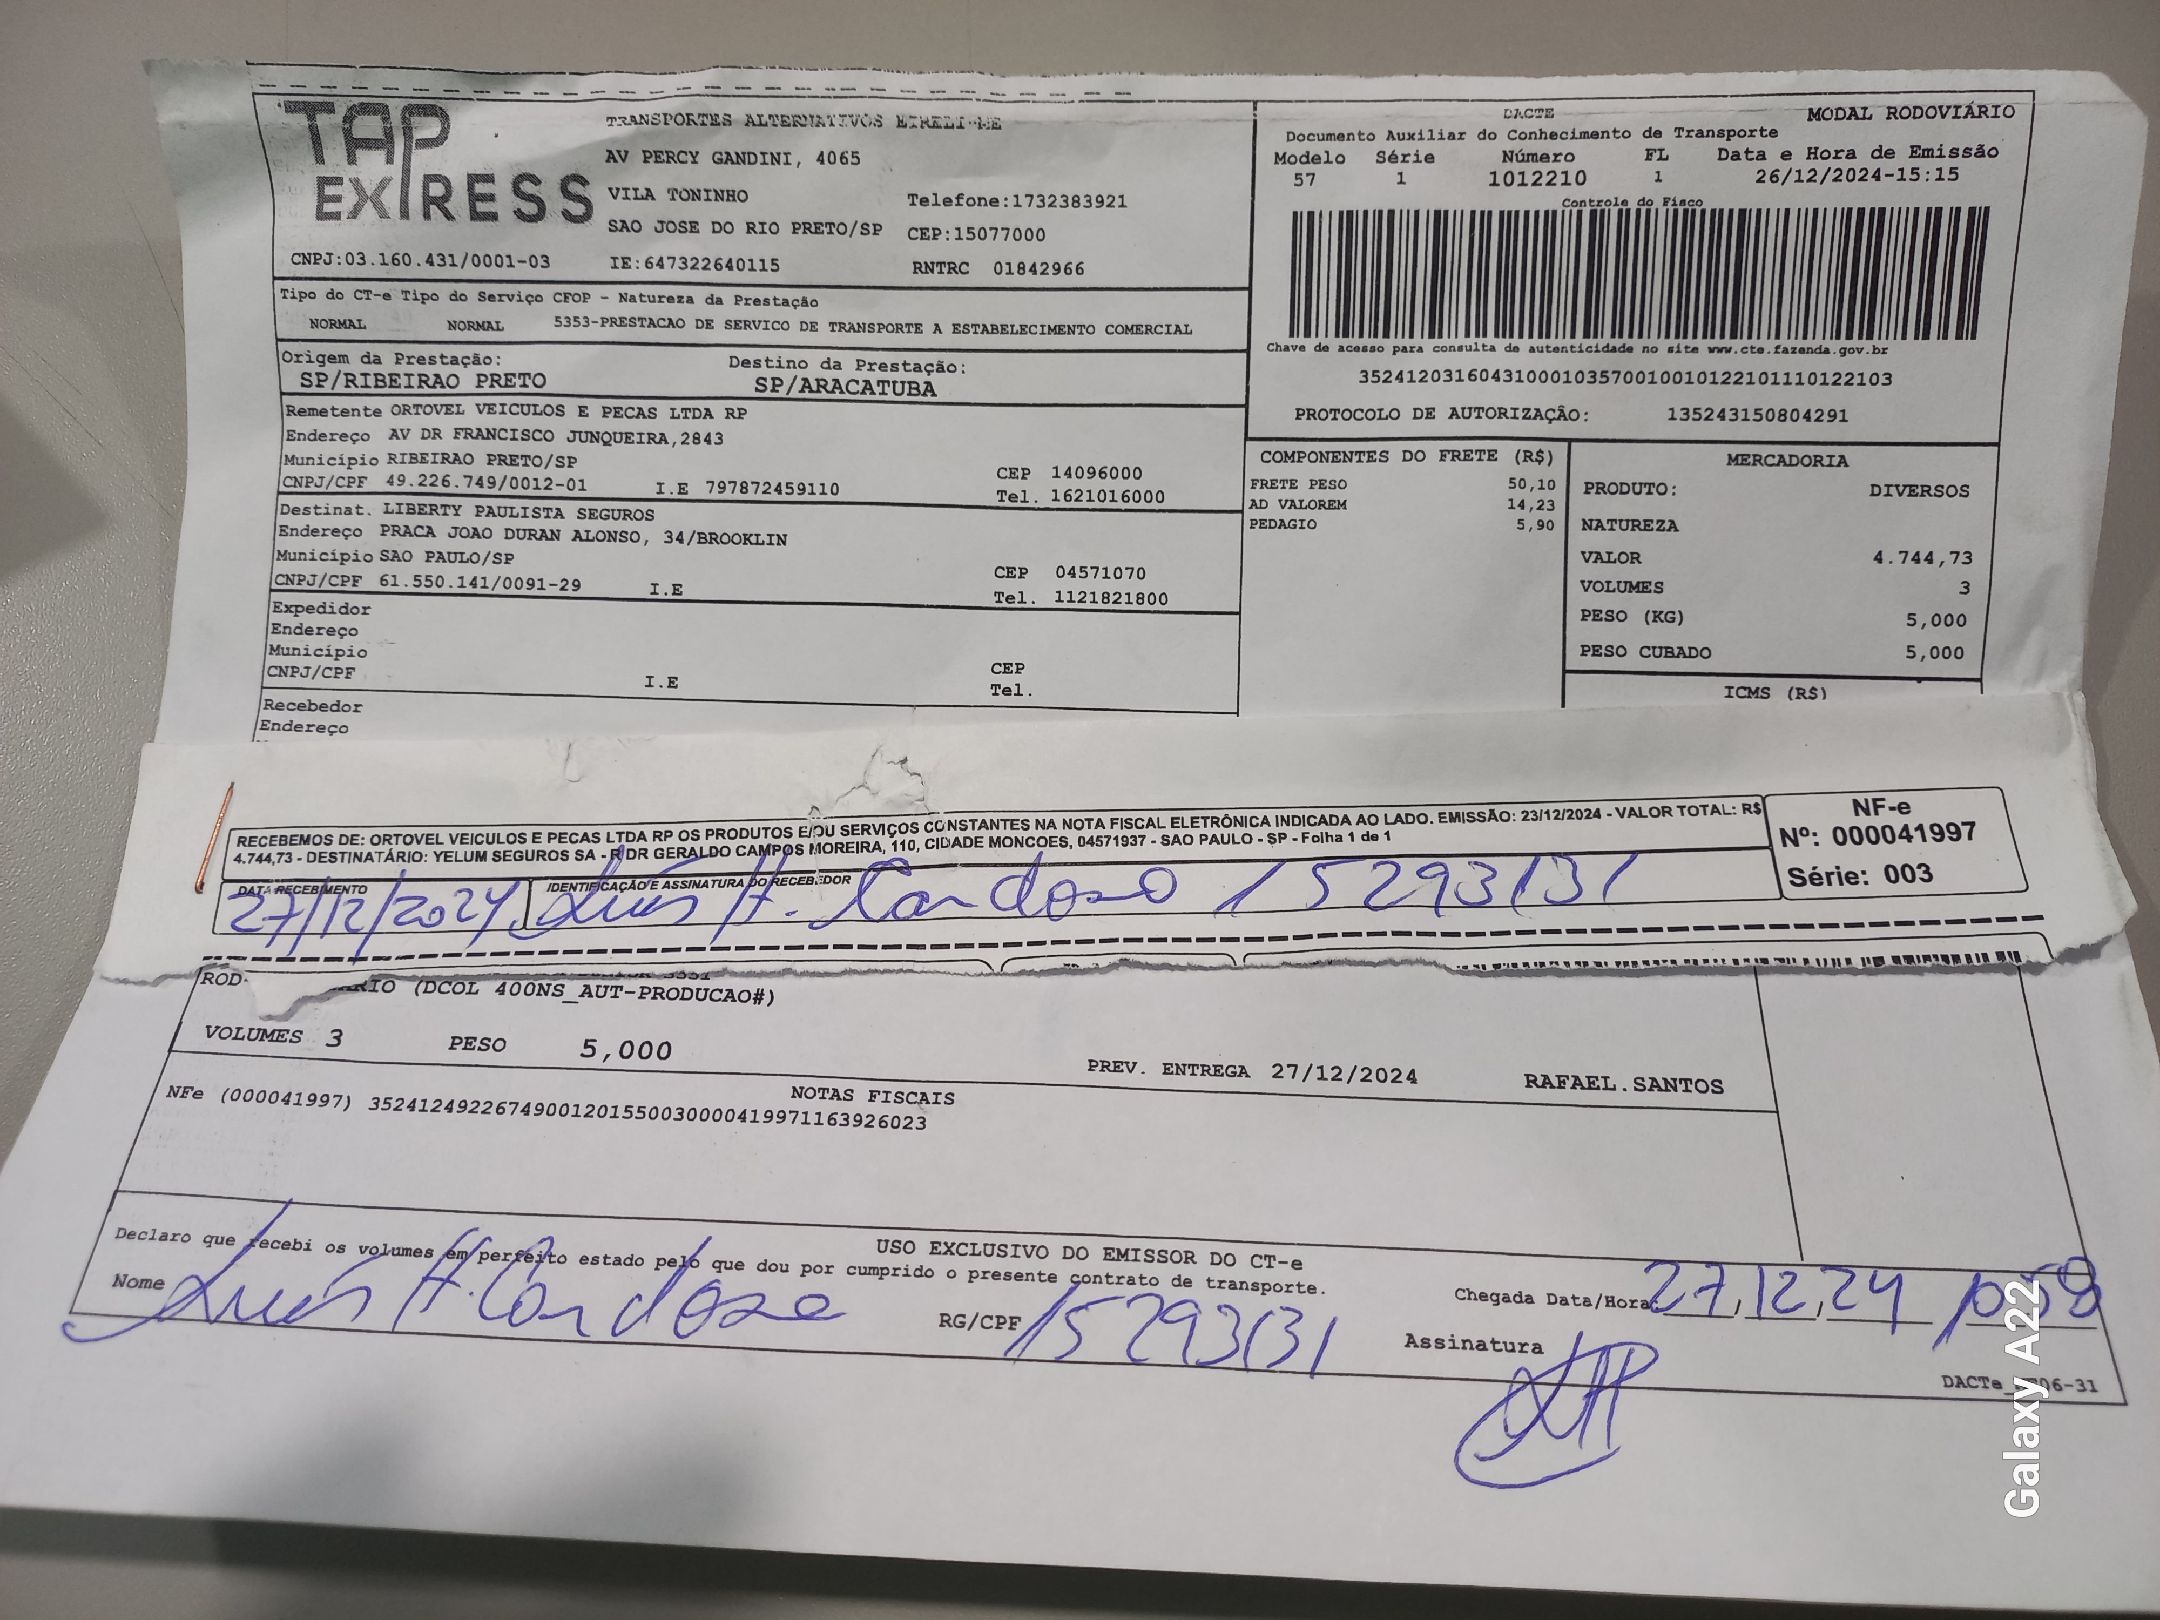 TAP EXPRESS
TRANSPORTES ALTERNATIVOS EIRELI-ME
AV PERCY GANDINI, 4065
VILA TONINHO Telefone:1732383921
SAO JOSE DO RIO PRETO/SP CEP:15077000
CNPJ:03.160.431/0001-03 IE:647322640115 RNTRC 01842966
DACTE MODAL RODOVIÁRIO
Documento Auxiliar do Conhecimento de Transporte
Modelo Série Número FL Data e Hora de Emissão
57 1 1012210 1 26/12/2024-15:15
Controle do Fisco
Chave de acesso para consulta de autenticidade no site www.cte.fazenda.gov.br
35241203160431000103570010010122101110122103
PROTOCOLO DE AUTORIZAÇÃO: 135243150804291
Tipo do CT-e Tipo do Serviço CFOP - Natureza da Prestação
NORMAL NORMAL 5353-PRESTACAO DE SERVICO DE TRANSPORTE A ESTABELECIMENTO COMERCIAL
Origem da Prestação: Destino da Prestação:
SP/RIBEIRAO PRETO SP/ARACATUBA
Remetente ORTOVEL VEICULOS E PECAS LTDA RP
Endereço AV DR FRANCISCO JUNQUEIRA,2843
Município RIBEIRAO PRETO/SP CEP 14096000
CNPJ/CPF 49.226.749/0012-01 I.E 797872459110 Tel. 1621016000
Destinat. LIBERTY PAULISTA SEGUROS
Endereço PRACA JOAO DURAN ALONSO, 34/BROOKLIN
Município SAO PAULO/SP CEP 04571070
CNPJ/CPF 61.550.141/0091-29 I.E Tel. 1121821800
Expedidor
Endereço
Município CEP
CNPJ/CPF I.E Tel.
Recebedor
Endereço
COMPONENTES DO FRETE (R$)
FRETE PESO 50,10
AD VALOREM 14,23
PEDAGIO 5,90
MERCADORIA
PRODUTO: DIVERSOS
NATUREZA
VALOR 4.744,73
VOLUMES 3
PESO (KG) 5,000
PESO CUBADO 5,000
ICMS (R$)
RECEBEMOS DE: ORTOVEL VEICULOS E PECAS LTDA RP OS PRODUTOS E/OU SERVIÇOS CONSTANTES NA NOTA FISCAL ELETRÔNICA INDICADA AO LADO. EMISSÃO: 23/12/2024 - VALOR TOTAL: R$
4.744,73 - DESTINATÁRIO: YELUM SEGUROS SA - R DR GERALDO CAMPOS MOREIRA, 110, CIDADE MONCOES, 04571937 - SAO PAULO - SP - Folha 1 de 1
NF-e
Nº: 000041997
Série: 003
DATA RECEBIMENTO IDENTIFICAÇÃO E ASSINATURA DO RECEBEDOR
27/12/2024 Luís H. Cardoso 15293131
(DCOL 400NS_AUT-PRODUCAO#)
VOLUMES 3 PESO 5,000 PREV. ENTREGA 27/12/2024 RAFAEL.SANTOS
NOTAS FISCAIS
NFe (000041997) 35241249226749001201550030000419971163926023
USO EXCLUSIVO DO EMISSOR DO CT-e
Declaro que recebi os volumes em perfeito estado pelo que dou por cumprido o presente contrato de transporte.
Nome Luís H. Cardoso RG/CPF 15293131 Chegada Data/Hora 27,12,24 1058
Assinatura
Galaxy A22